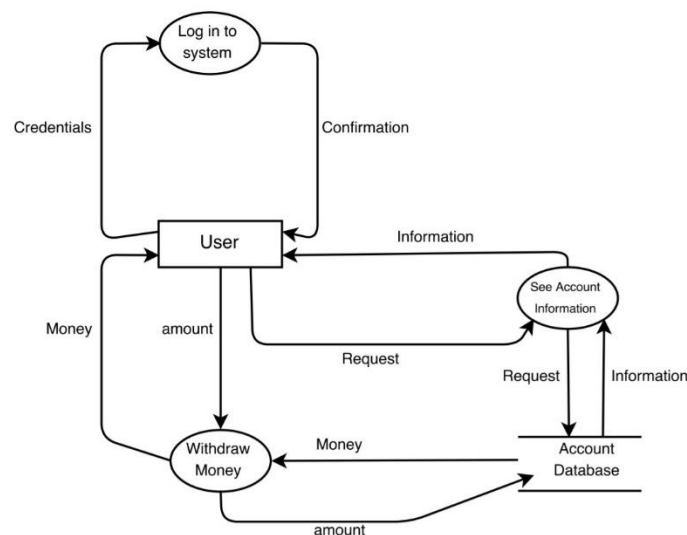 Log in to
system
Credentials
Confirmation
User
Information
See Account
Information
Money
amount
Request
Request
Information
Withdraw
Money
Money
Account
Database
amount